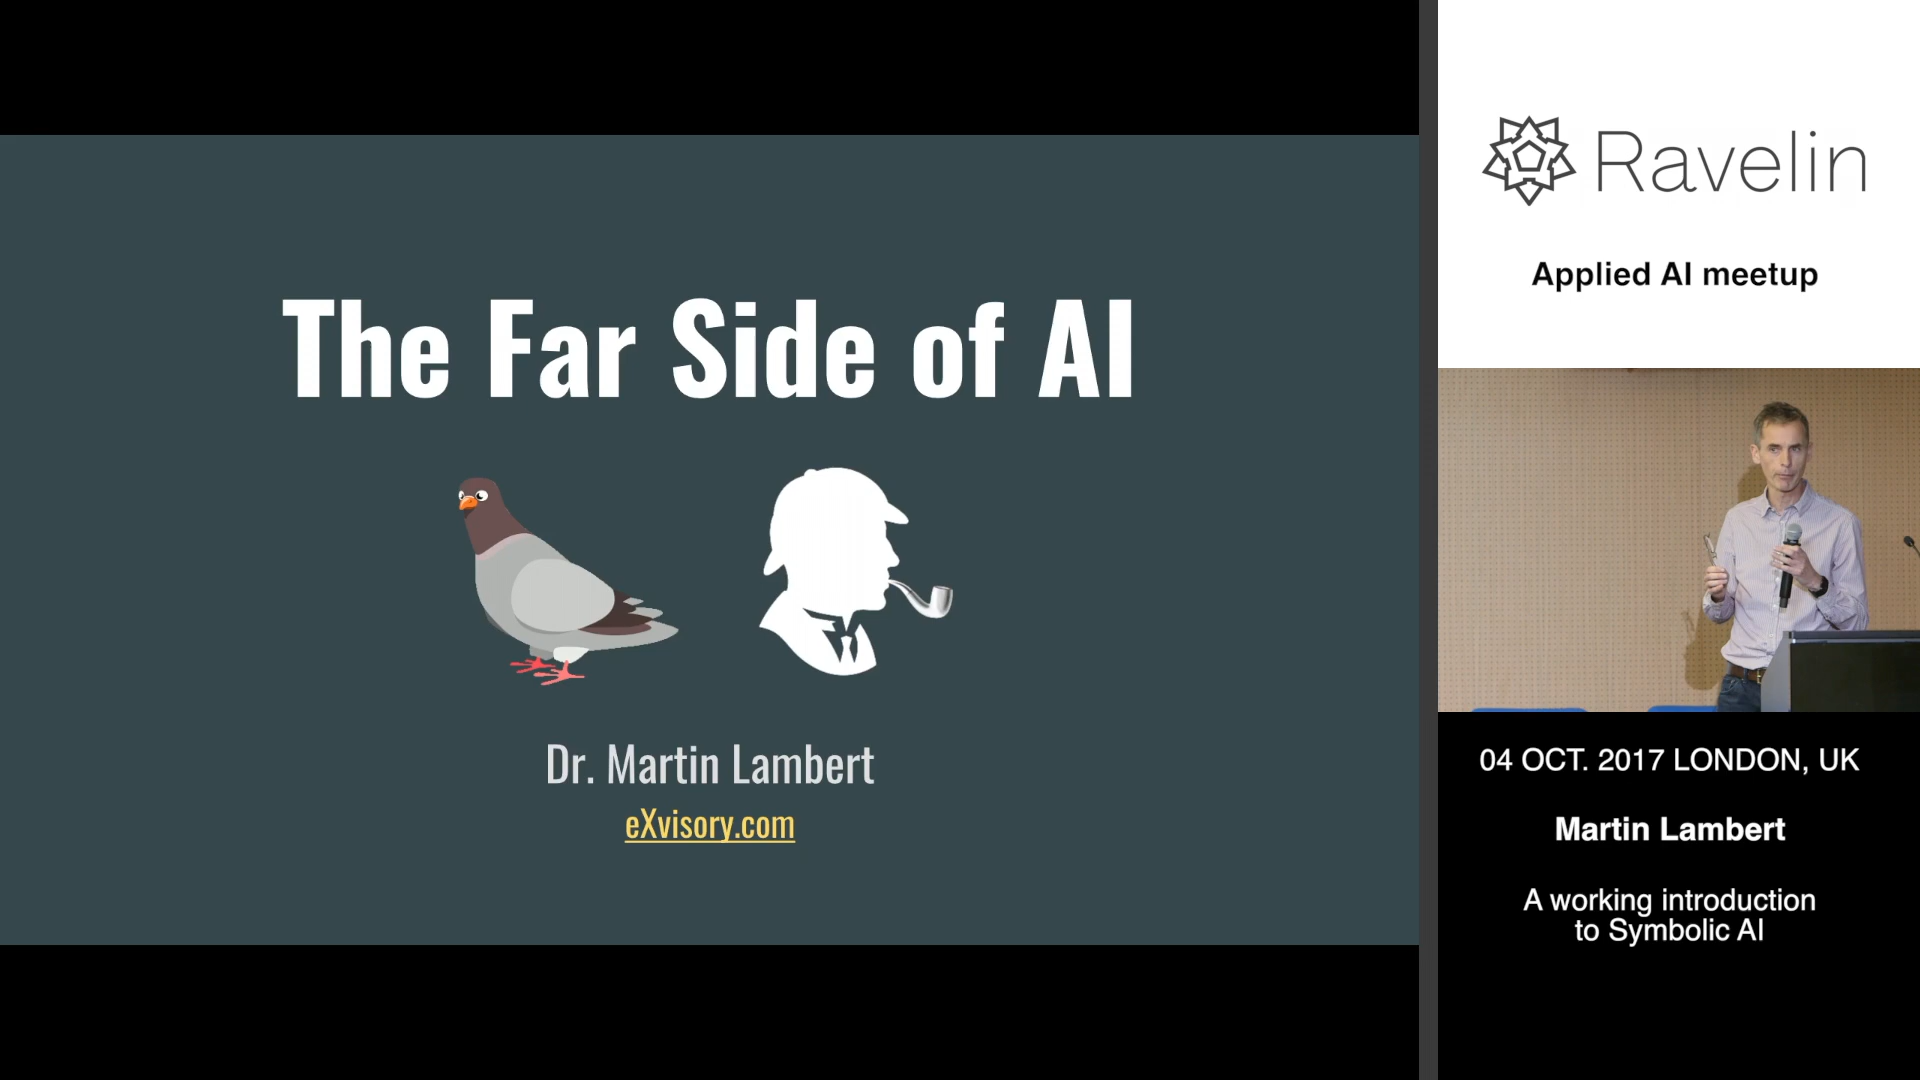 The Far Side of AI
Dr. Martin Lambert
eXvisory.com
Ravelin
Applied AI meetup
04 OCT. 2017 LONDON, UK
Martin Lambert
A working introduction
to Symbolic AI